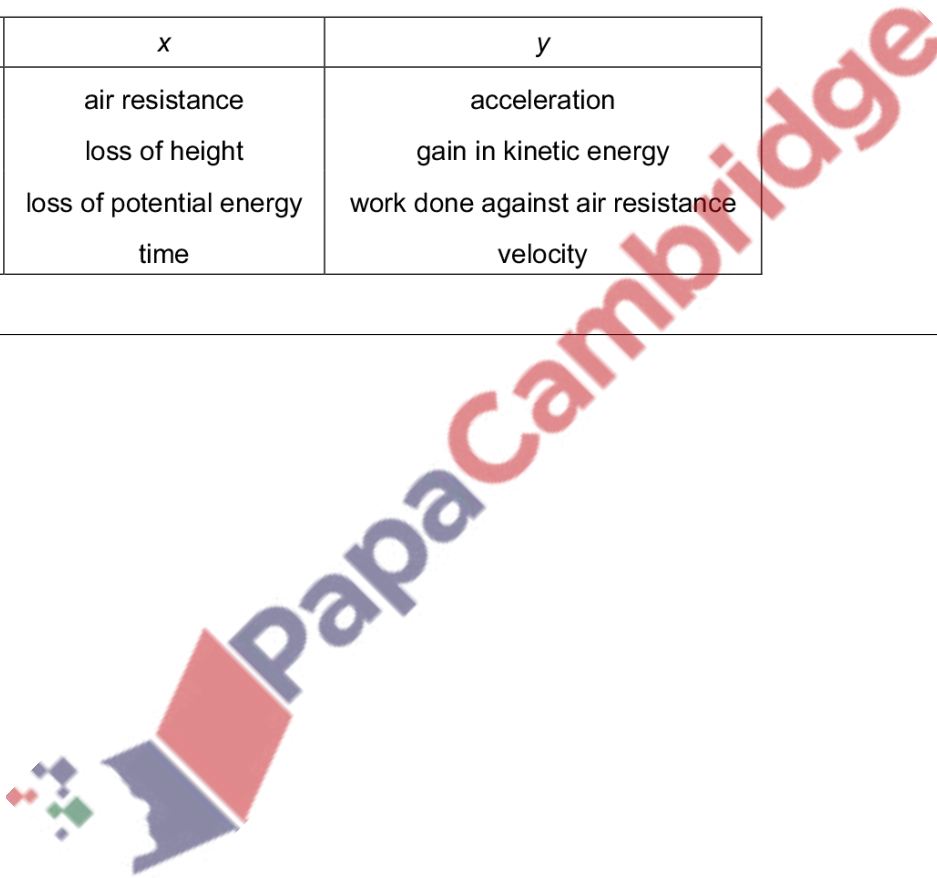 x y
air resistance acceleration
loss of height gain in kinetic energy
loss of potential energy work done against air resistance
time velocity
PapaCambridge